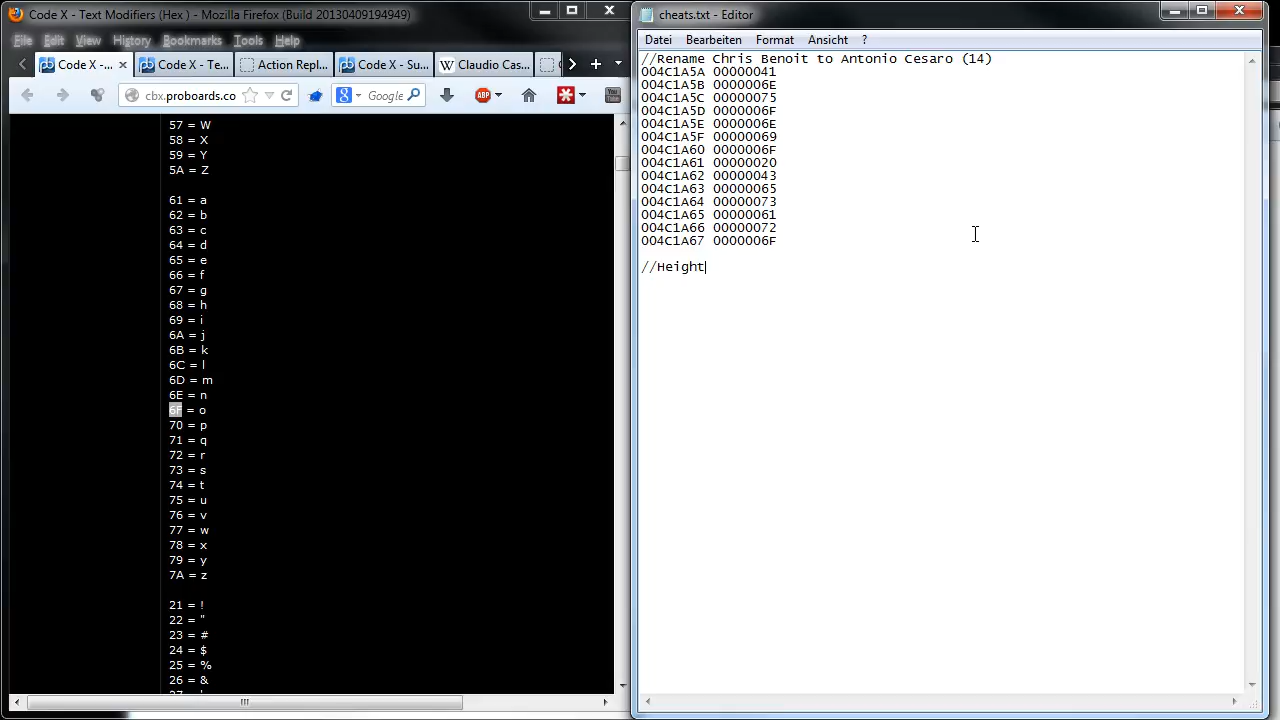 Code X - Text Modifiers (Hex ) - Mozilla Firefox (Build 20130409194949)
File Edit View History Bookmarks Tools Help
Code X -... Code X - Te... Action Repl... Code X - Su... Claudio Cas...
cbx.proboards.co Google
57 = W
58 = X
59 = Y
5A = Z
61 = a
62 = b
63 = c
64 = d
65 = e
66 = f
67 = g
68 = h
69 = i
6A = j
6B = k
6C = l
6D = m
6E = n
6F = o
70 = p
71 = q
72 = r
73 = s
74 = t
75 = u
76 = v
77 = w
78 = x
79 = y
7A = z
21 = !
22 = "
23 = #
24 = $
25 = %
26 = &
cheats.txt - Editor
Datei Bearbeiten Format Ansicht ?
//Rename Chris Benoit to Antonio Cesaro (14)
004C1A5A 00000041
004C1A5B 0000006E
004C1A5C 00000075
004C1A5D 0000006F
004C1A5E 0000006E
004C1A5F 00000069
004C1A60 0000006F
004C1A61 00000020
004C1A62 00000043
004C1A63 00000065
004C1A64 00000073
004C1A65 00000061
004C1A66 00000072
004C1A67 0000006F
//Height